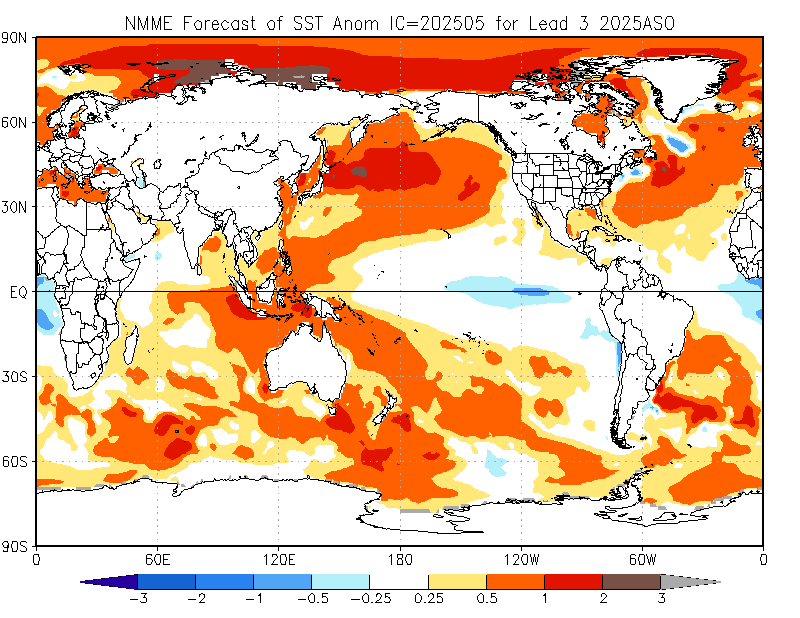 NMME Forecast of SST Anom IC=202505 for Lead 3 2025ASO
90N
60N
30N
EQ
30S
60S
90S
0 60E 120E 180 120W 60W 0
-3 -2 -1 -0.5 -0.25 0.25 0.5 1 2 3